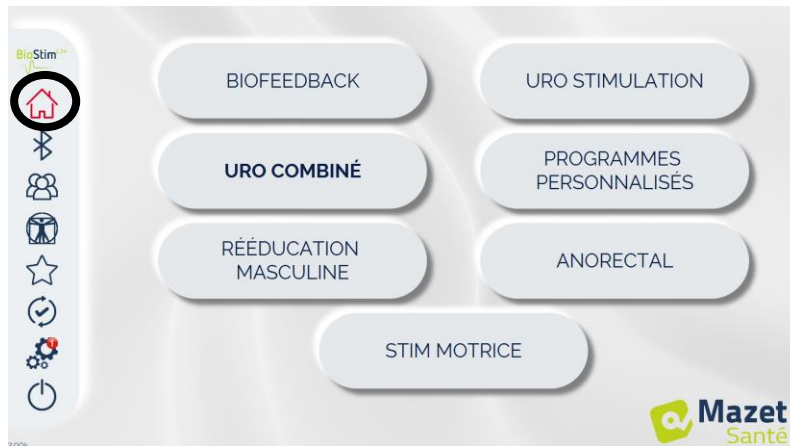 BioStim
BIOFEEDBACK
URO STIMULATION
URO COMBINÉ
PROGRAMMES
PERSONNALISÉS
RÉÉDUCATION
MASCULINE
ANORECTAL
STIM MOTRICE
Mazet
Santé